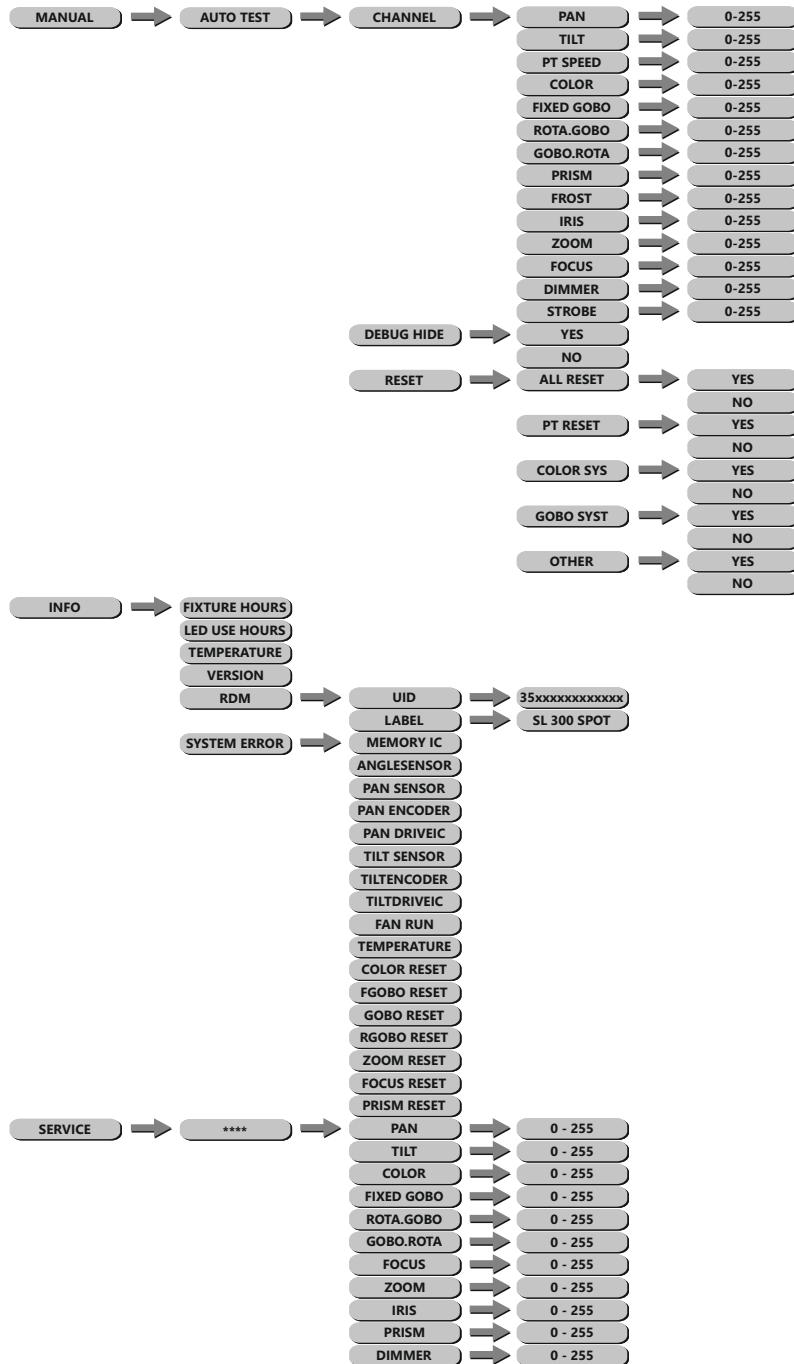 MANUAL AUTO TEST CHANNEL PAN 0-255
TILT 0-255
PT SPEED 0-255
COLOR 0-255
FIXED GOBO 0-255
ROTA.GOBO 0-255
GOBO.ROTA 0-255
PRISM 0-255
FROST 0-255
IRIS 0-255
ZOOM 0-255
FOCUS 0-255
DIMMER 0-255
STROBE 0-255
DEBUG HIDE YES
NO
RESET ALL RESET YES
NO
PT RESET YES
NO
COLOR SYS YES
NO
GOBO SYST YES
NO
OTHER YES
NO
INFO FIXTURE HOURS
LED USE HOURS
TEMPERATURE
VERSION
RDM UID 35xxxxxxxxxxxx
LABEL SL 300 SPOT
SYSTEM ERROR MEMORY IC
ANGLESENSOR
PAN SENSOR
PAN ENCODER
PAN DRIVEIC
TILT SENSOR
TILTENCODER
TILTDRIVEIC
FAN RUN
TEMPERATURE
COLOR RESET
FGOBO RESET
GOBO RESET
RGOBO RESET
ZOOM RESET
FOCUS RESET
PRISM RESET
SERVICE **** PAN 0 - 255
TILT 0 - 255
COLOR 0 - 255
FIXED GOBO 0 - 255
ROTA.GOBO 0 - 255
GOBO.ROTA 0 - 255
FOCUS 0 - 255
ZOOM 0 - 255
IRIS 0 - 255
PRISM 0 - 255
DIMMER 0 - 255